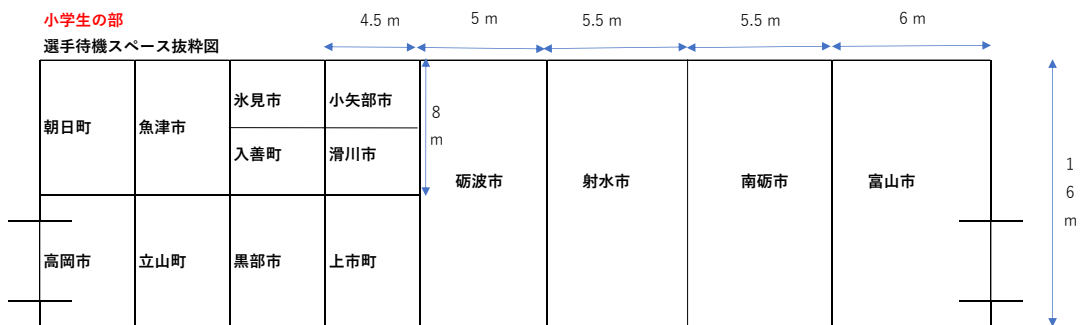 小学生の部
選手待機スペース抜粋図
4.5 m
5 m
5.5 m
5.5 m
6 m
朝日町
魚津市
氷見市
小矢部市
8
m
入善町
滑川市
砺波市
射水市
南砺市
富山市
1
6
m
高岡市
立山町
黒部市
上市町